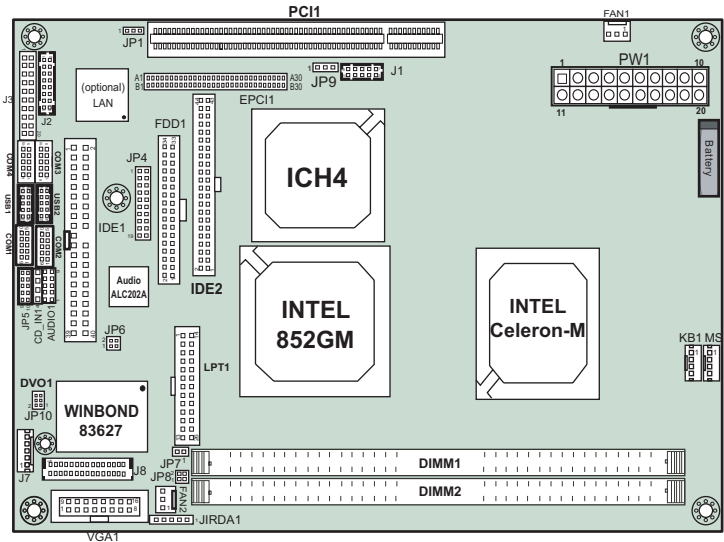 PCI1
FAN1
JP1
PW1
1
10
11
20
JP9
J1
A1
A30
B1
B30
EPCI1
(optional)
LAN
J3
J2
Battery
FDD1
JP4
ICH4
COM4
COM3
USB1
USB2
IDE1
COM1
COM2
Audio
ALC202A
IDE2
INTEL
852GM
INTEL
Celeron-M
JP5
CD_IN1
AUDIO1
JP6
KB1 MS
LPT1
DVO1
JP10
WINBOND
83627
J7
J8
JP7
JP8
FAN2
DIMM1
DIMM2
JIRDA1
VGA1